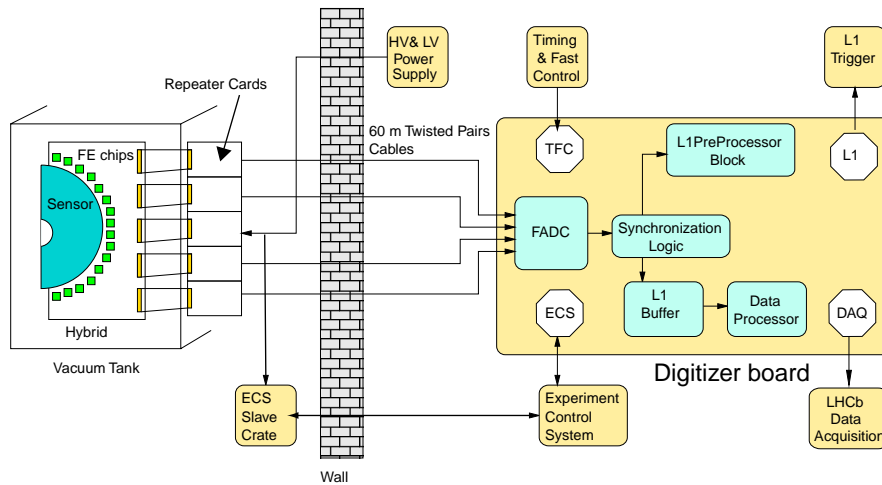 HV& LV
Power
Supply
Timing
& Fast
Control
L1
Trigger
Repeater Cards
60 m Twisted Pairs
Cables
FE chips
Sensor
Hybrid
Vacuum Tank
TFC
L1PreProcessor
Block
L1
FADC
Synchronization
Logic
ECS
L1
Buffer
Data
Processor
DAQ
Digitizer board
ECS
Slave
Crate
Experiment
Control
System
LHCb
Data
Acquisition
Wall